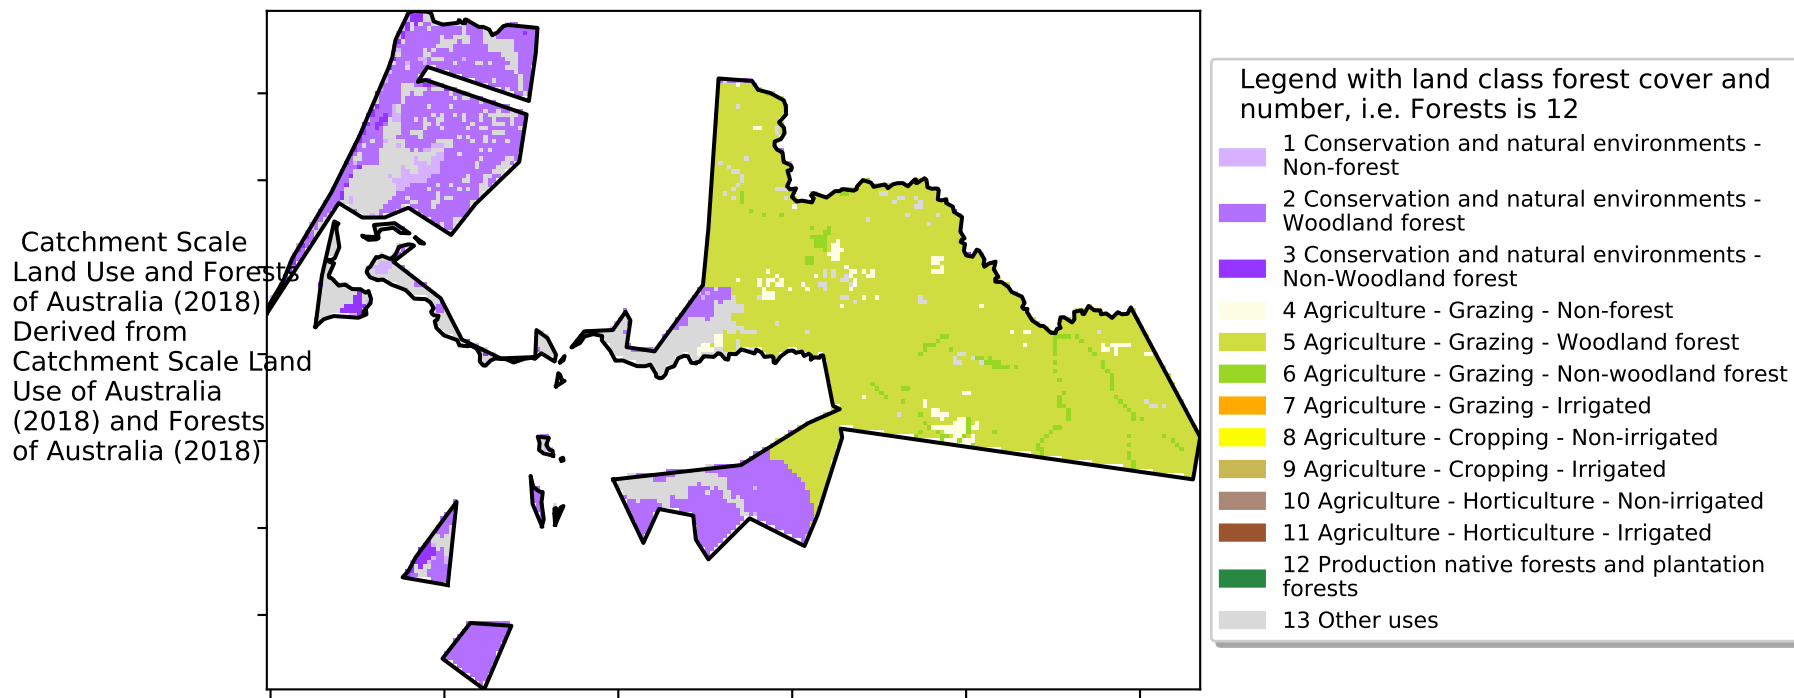 Catchment Scale
Land Use and Forests
of Australia (2018)
Derived from
Catchment Scale Land
Use of Australia
(2018) and Forests
of Australia (2018)
Legend with land class forest cover and
number, i.e. Forests is 12
1 Conservation and natural environments -
Non-forest
2 Conservation and natural environments -
Woodland forest
3 Conservation and natural environments -
Non-Woodland forest
4 Agriculture - Grazing - Non-forest
5 Agriculture - Grazing - Woodland forest
6 Agriculture - Grazing - Non-woodland forest
7 Agriculture - Grazing - Irrigated
8 Agriculture - Cropping - Non-irrigated
9 Agriculture - Cropping - Irrigated
10 Agriculture - Horticulture - Non-irrigated
11 Agriculture - Horticulture - Irrigated
12 Production native forests and plantation
forests
13 Other uses